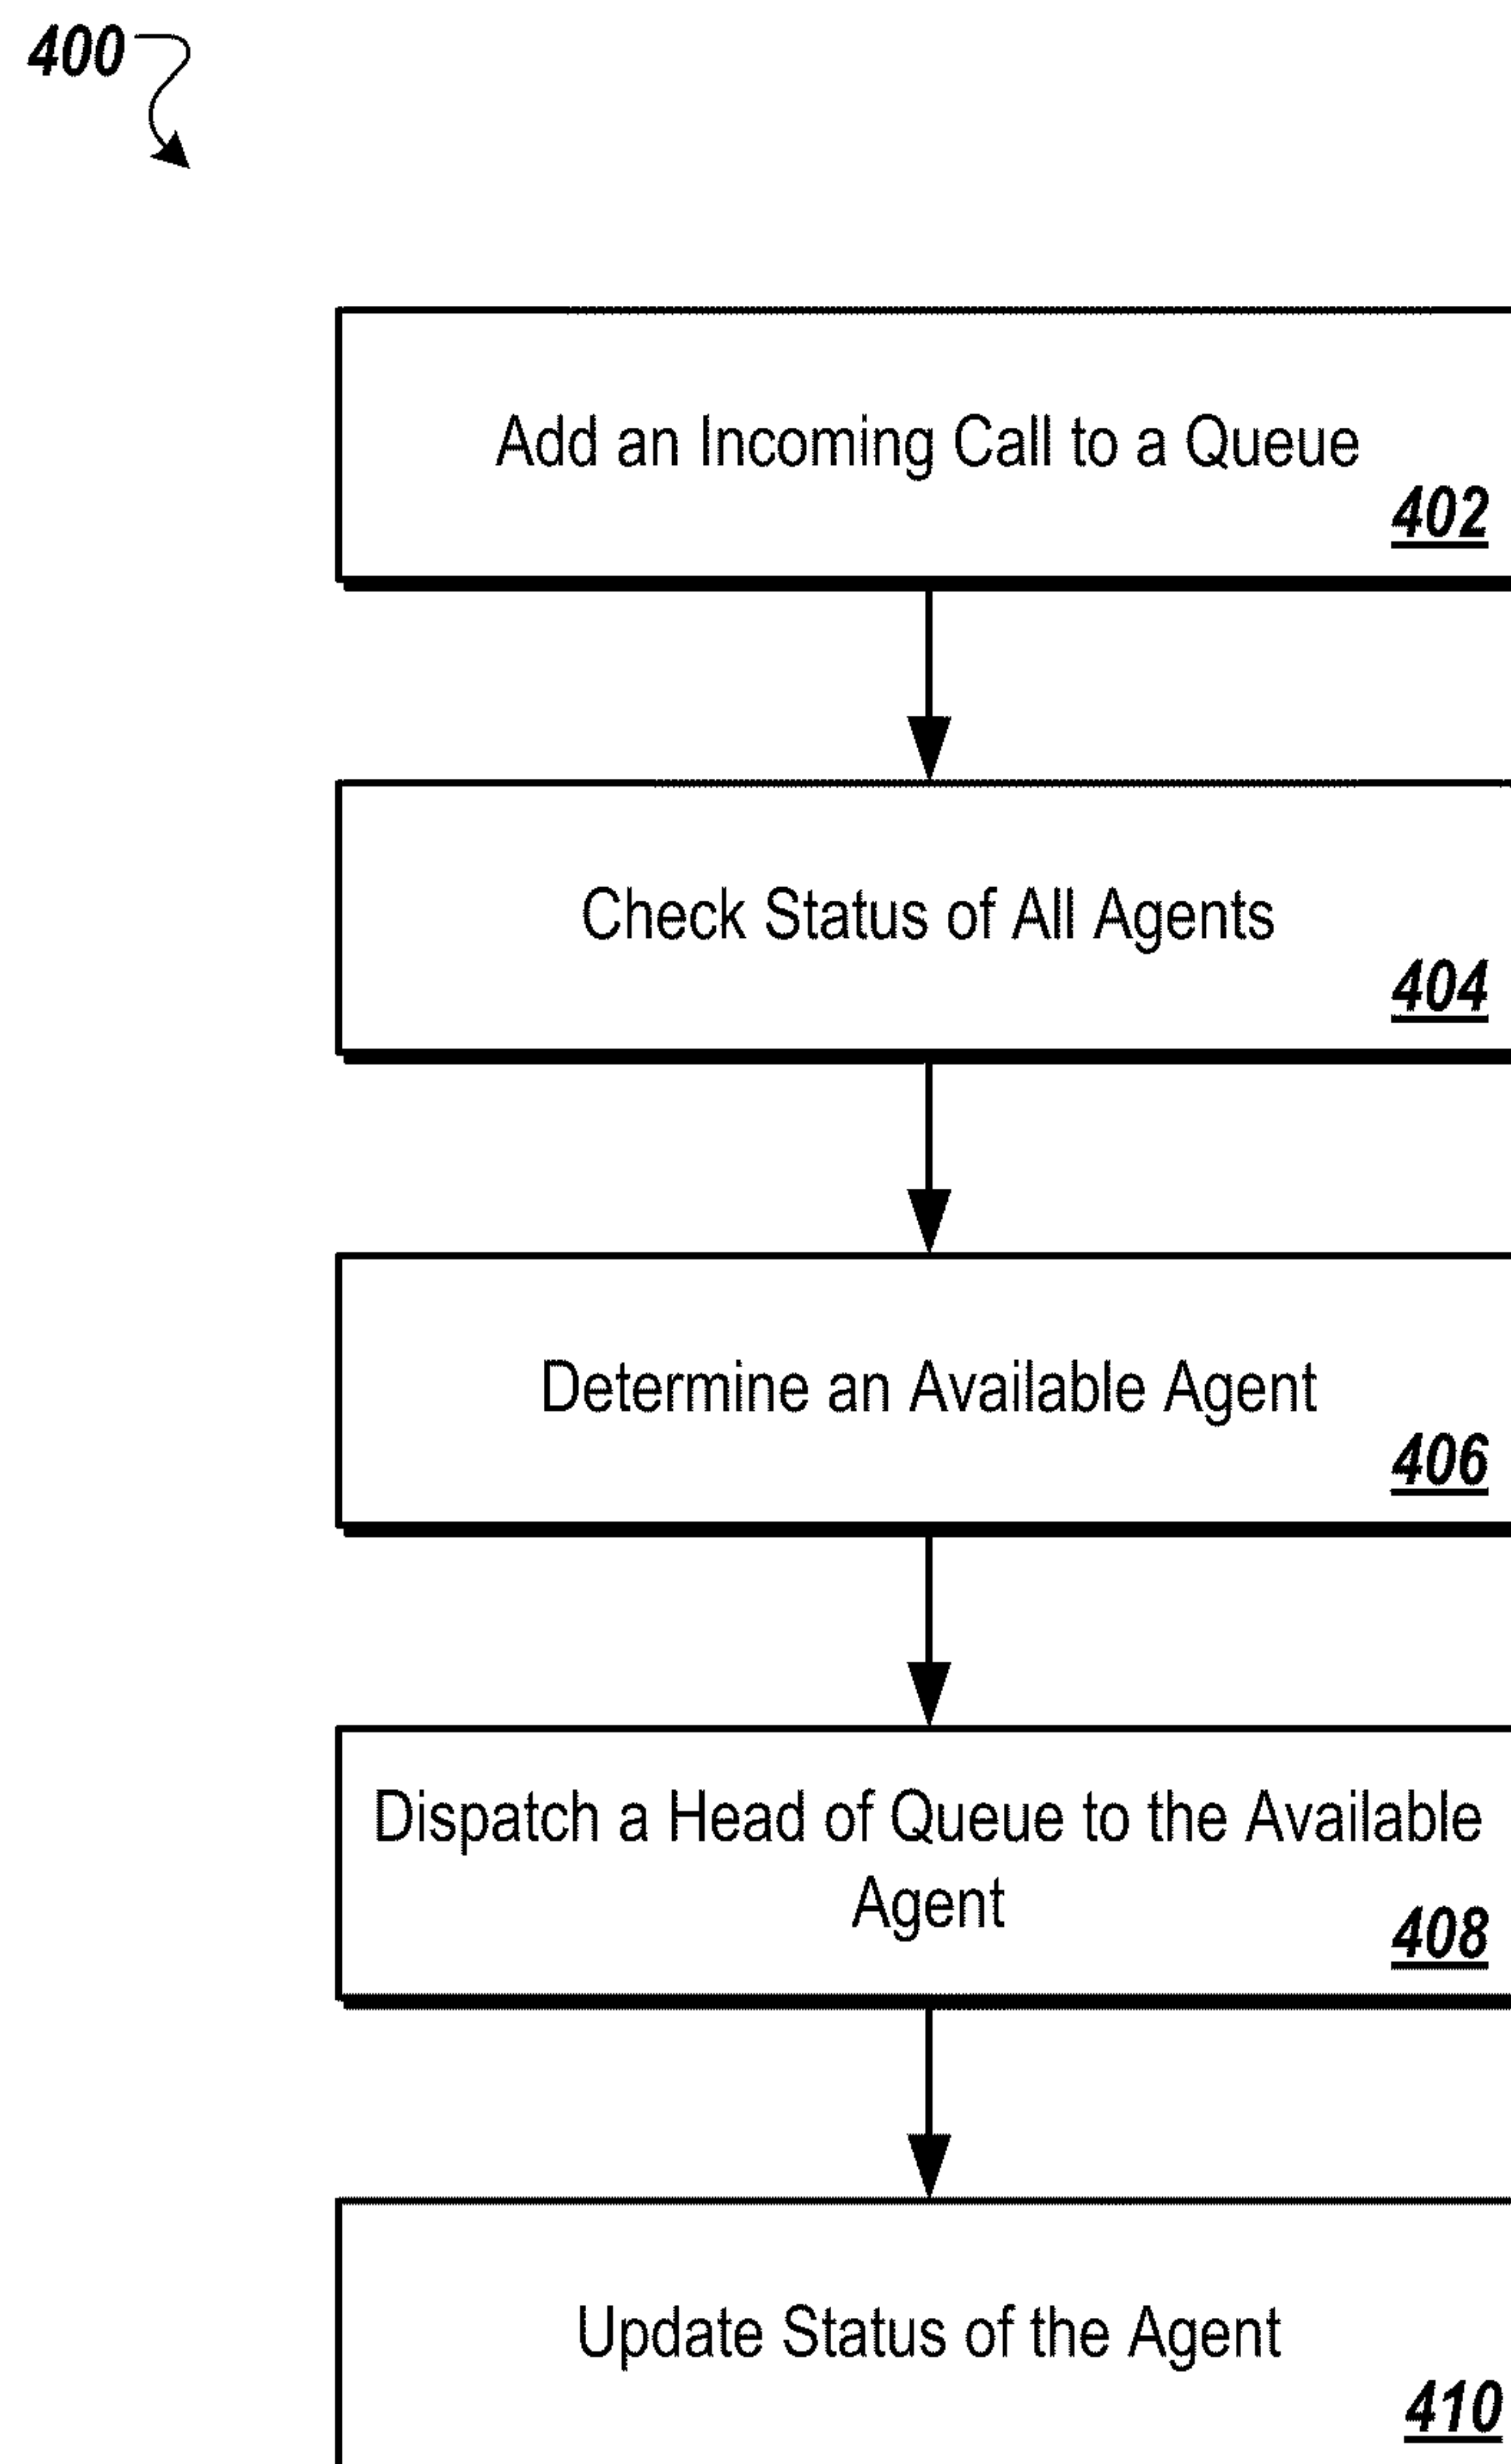 400
Add an Incoming Call to a Queue
402
Check Status of All Agents
404
Determine an Available Agent
406
Dispatch a Head of Queue to the Available
Agent
408
Update Status of the Agent
410